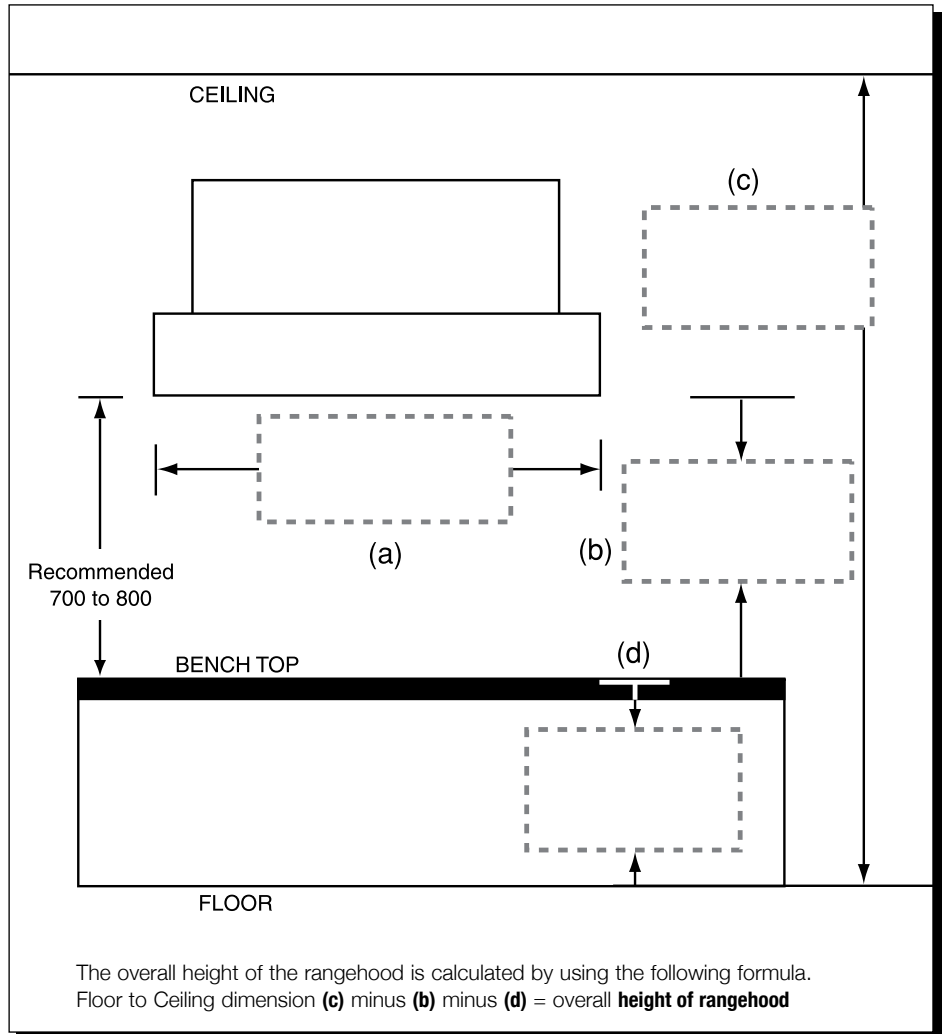 CEILING
(c)
(a)
(b)
Recommended
700 to 800
BENCH TOP
(d)
FLOOR
The overall height of the rangehood is calculated by using the following formula.
Floor to Ceiling dimension (c) minus (b) minus (d) = overall height of rangehood